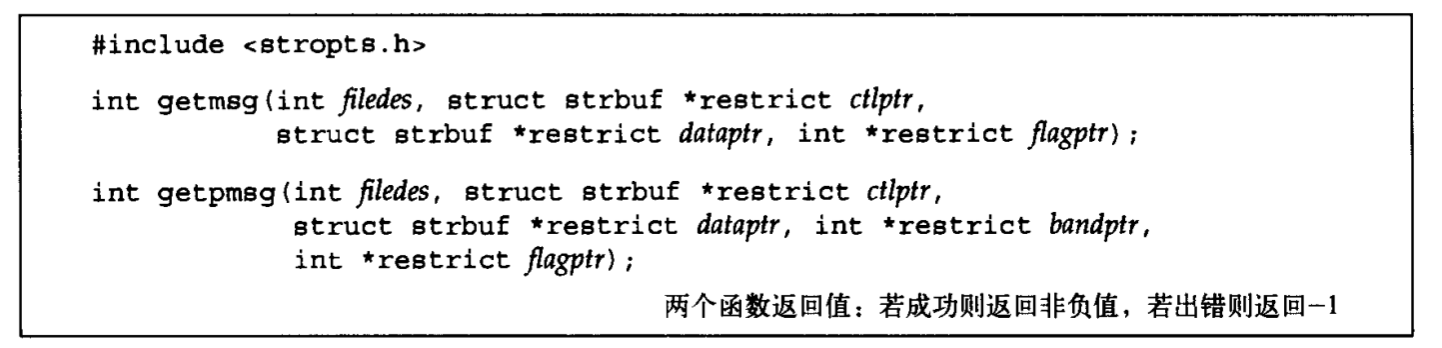 #include <stropts.h>
int getmsg(int filedes, struct strbuf *restrict ctlptr,
struct strbuf *restrict dataptr, int *restrict flagptr);
int getpmsg(int filedes, struct strbuf *restrict ctlptr,
struct strbuf *restrict dataptr, int *restrict bandptr,
int *restrict flagptr);
两个函数返回值：若成功则返回非负值，若出错则返回-1